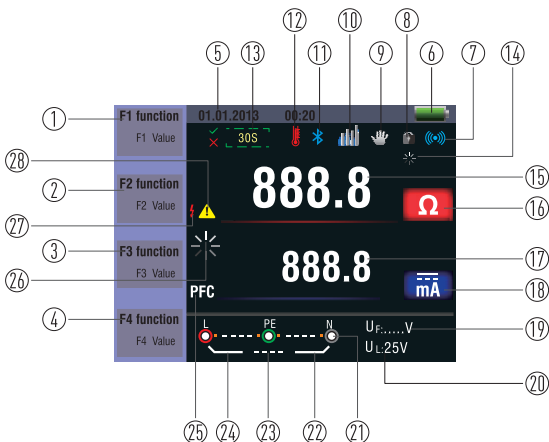 ⑫ ⑪ ⑩ ⑧
⑤ ⑬ ⑨ ⑥ ⑦ ⑭
① F1 function 01.01.2013 00:20
F1 Value 30S
㉘ 888.8 ⑮
② F2 function Ω ⑯
F2 Value
㉗
③ F3 function 888.8 ⑰
F3 Value
㉖ PFC mA ⑱
④ F4 function L PE N UF:.....V ⑲
F4 Value UL:25V
⑳
㉕ ㉔ ㉓ ㉒ ㉑